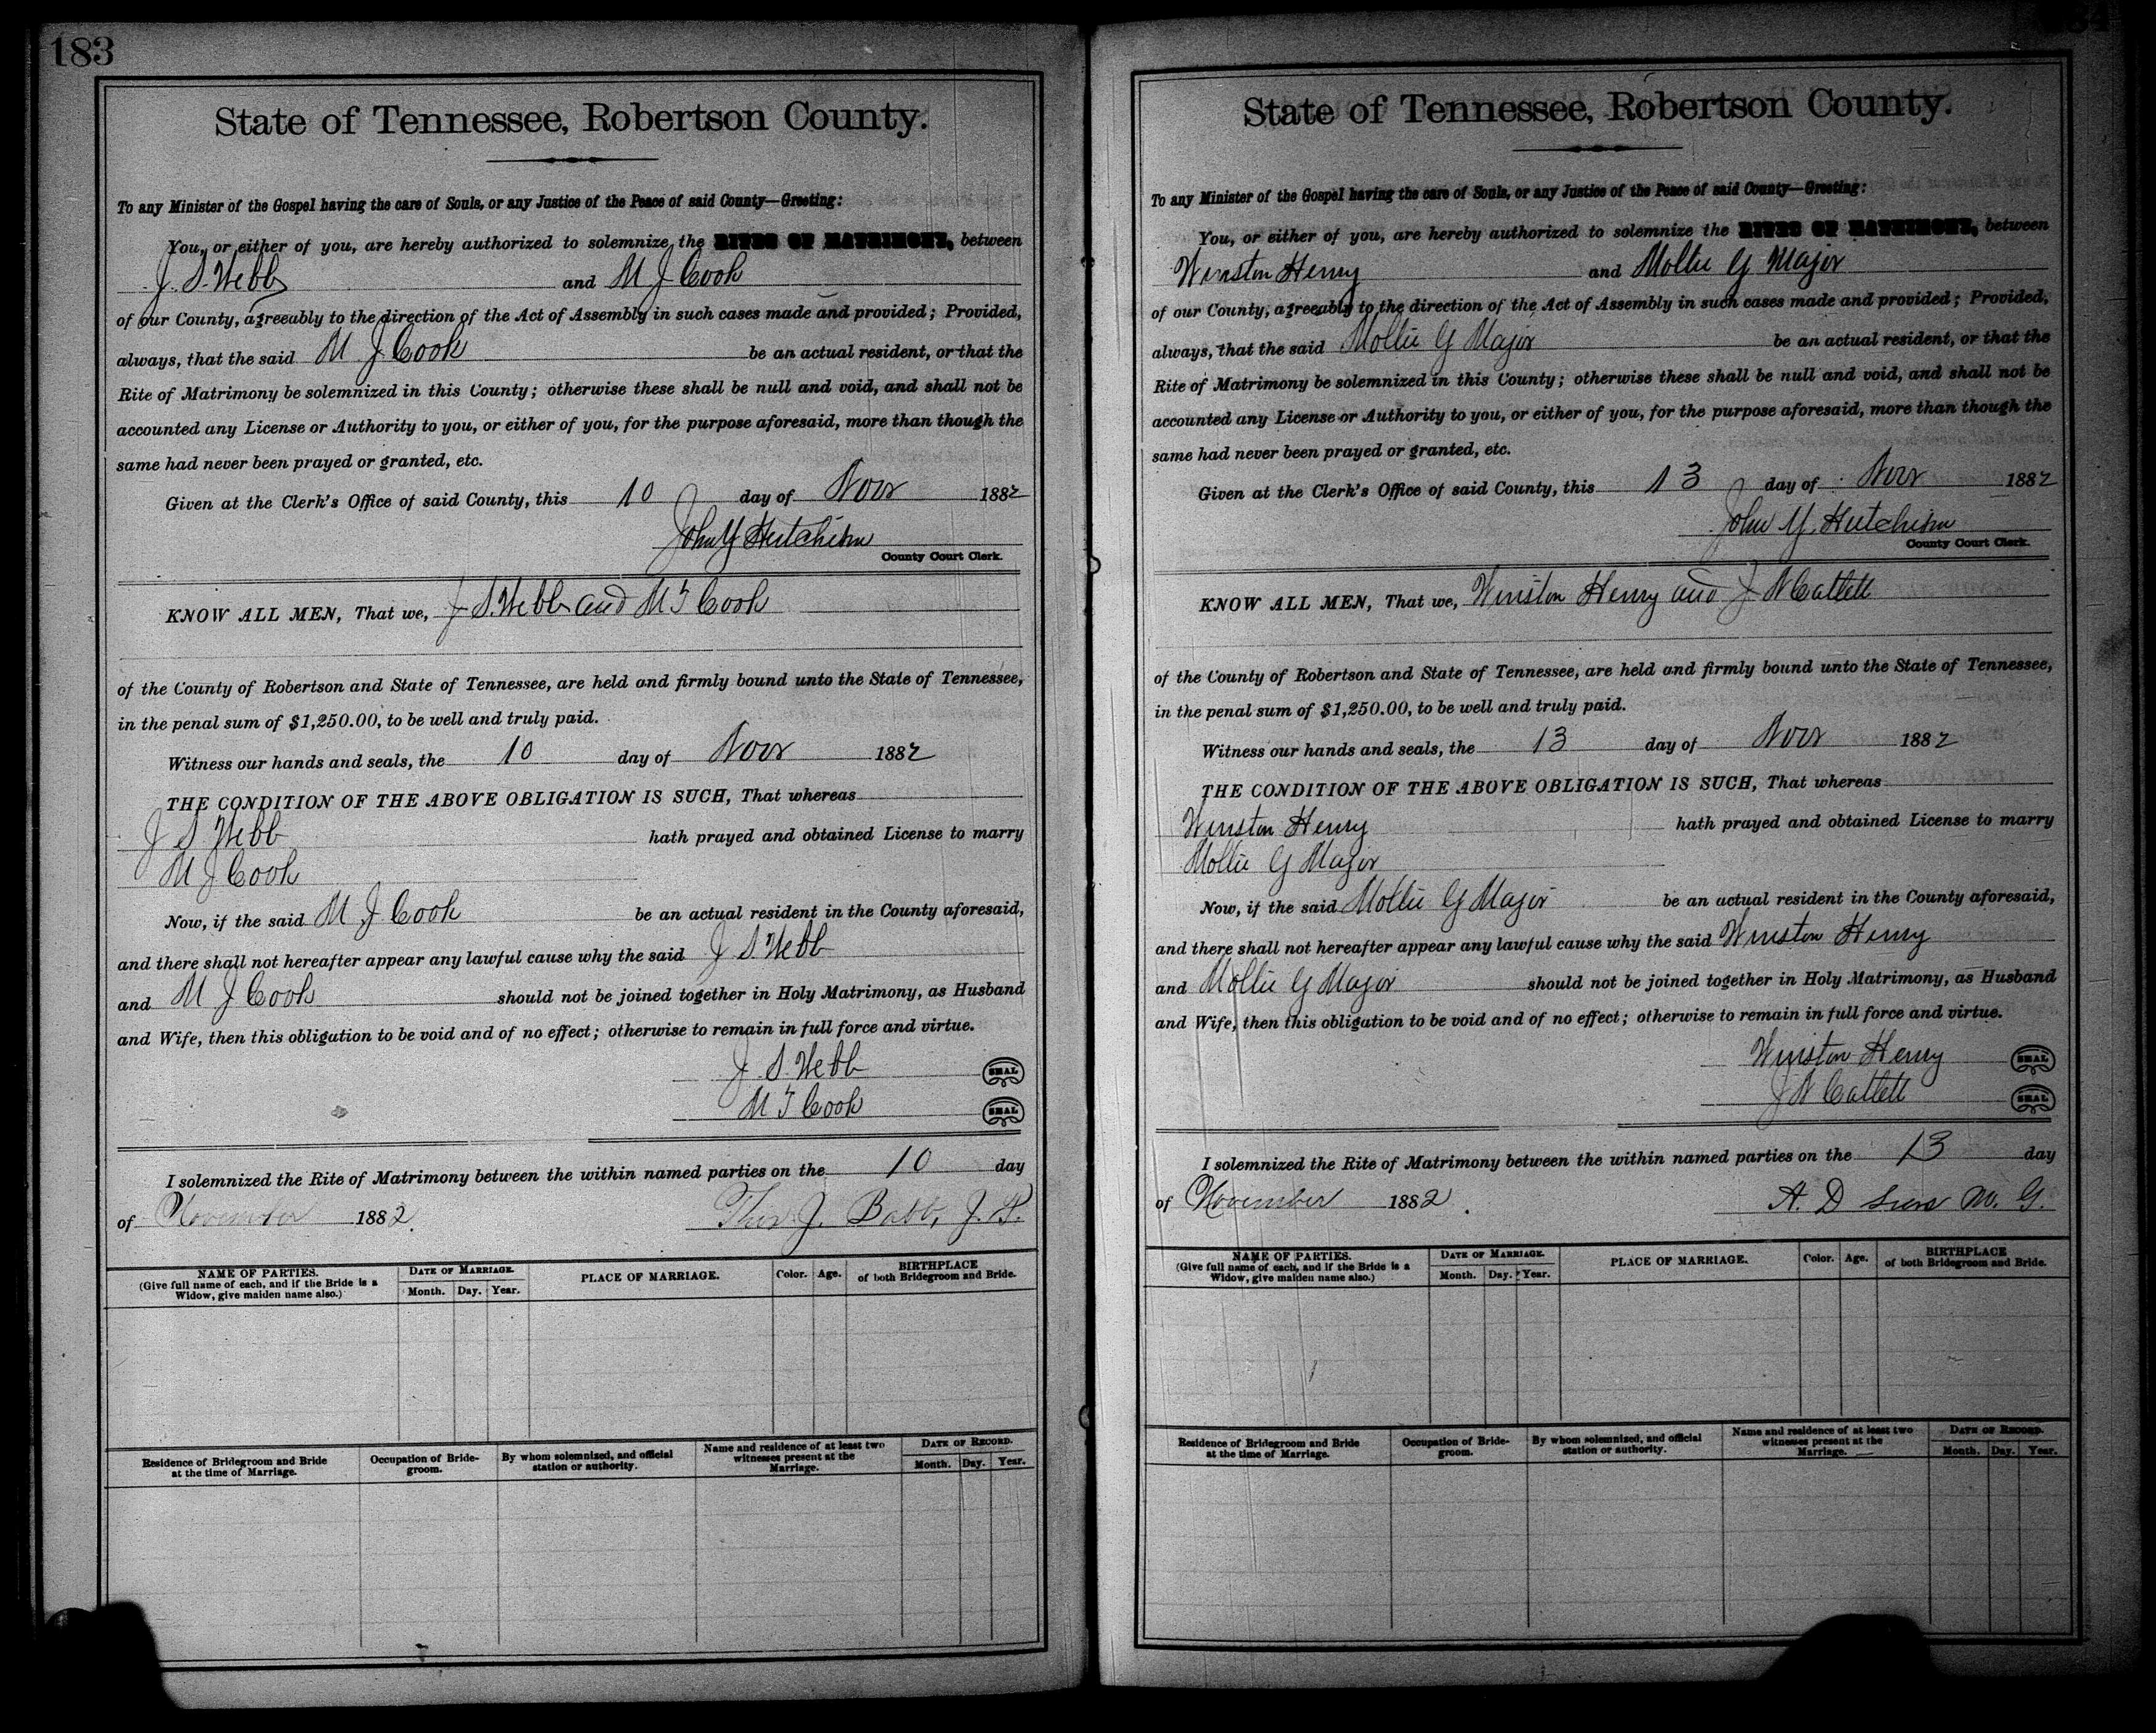 183
State of Tennessee, Robertson County.
To any Minister of the Gospel having the care of Souls, or any Justice of the Peace of said County—Greeting:
You, or either of you, are hereby authorized to solemnize the RITES OF MATRIMONY, between
J. S. Webb and M J Cook
of our County, agreeably to the direction of the Act of Assembly in such cases made and provided; Provided,
always, that the said M J Cook be an actual resident, or that the
Rite of Matrimony be solemnized in this County; otherwise these shall be null and void, and shall not be
accounted any License or Authority to you, or either of you, for the purpose aforesaid, more than though the
same had never been prayed or granted, etc.
Given at the Clerk's Office of said County, this 10 day of Novr 1882
John Y Hutchison
County Court Clerk.
KNOW ALL MEN, That we, J S. Webb and M T Cook
of the County of Robertson and State of Tennessee, are held and firmly bound unto the State of Tennessee,
in the penal sum of $1,250.00, to be well and truly paid.
Witness our hands and seals, the 10 day of Novr 1882
THE CONDITION OF THE ABOVE OBLIGATION IS SUCH, That whereas
J S Webb hath prayed and obtained License to marry
M J Cook
Now, if the said M J Cook be an actual resident in the County aforesaid,
and there shall not hereafter appear any lawful cause why the said J S. Webb
and M J Cook should not be joined together in Holy Matrimony, as Husband
and Wife, then this obligation to be void and of no effect; otherwise to remain in full force and virtue.
J. S. Webb SEAL
M T Cook SEAL
I solemnized the Rite of Matrimony between the within named parties on the 10 day
of November 1882. Thos J. Babb, J. P.
NAME OF PARTIES. (Give full name of each, and if the Bride is a Widow, give maiden name also.) DATE OF MARRIAGE. Month. Day. Year. PLACE OF MARRIAGE. Color. Age. BIRTHPLACE of both Bridegroom and Bride.
Residence of Bridegroom and Bride at the time of Marriage. Occupation of Bridegroom. By whom solemnized, and official station or authority. Name and residence of at least two witnesses present at the Marriage. DATE OF RECORD. Month. Day. Year.
State of Tennessee, Robertson County.
To any Minister of the Gospel having the care of Souls, or any Justice of the Peace of said County—Greeting:
You, or either of you, are hereby authorized to solemnize the RITES OF MATRIMONY, between
Winston Henry and Mollie G Major
of our County, agreeably to the direction of the Act of Assembly in such cases made and provided; Provided,
always, that the said Mollie G Major be an actual resident, or that the
Rite of Matrimony be solemnized in this County; otherwise these shall be null and void, and shall not be
accounted any License or Authority to you, or either of you, for the purpose aforesaid, more than though the
same had never been prayed or granted, etc.
Given at the Clerk's Office of said County, this 13 day of Novr 1882
John Y. Hutchison
County Court Clerk.
KNOW ALL MEN, That we, Winston Henry and J N Catlett
of the County of Robertson and State of Tennessee, are held and firmly bound unto the State of Tennessee,
in the penal sum of $1,250.00, to be well and truly paid.
Witness our hands and seals, the 13 day of Novr 1882
THE CONDITION OF THE ABOVE OBLIGATION IS SUCH, That whereas
Winston Henry hath prayed and obtained License to marry
Mollie G Major
Now, if the said Mollie G Major be an actual resident in the County aforesaid,
and there shall not hereafter appear any lawful cause why the said Winston Henry
and Mollie G Major should not be joined together in Holy Matrimony, as Husband
and Wife, then this obligation to be void and of no effect; otherwise to remain in full force and virtue.
Winston Henry SEAL
J N Catlett SEAL
I solemnized the Rite of Matrimony between the within named parties on the 13 day
of November 1882. A. D M. G.
NAME OF PARTIES. (Give full name of each, and if the Bride is a Widow, give maiden name also.) DATE OF MARRIAGE. Month. Day. Year. PLACE OF MARRIAGE. Color. Age. BIRTHPLACE of both Bridegroom and Bride.
Residence of Bridegroom and Bride at the time of Marriage. Occupation of Bridegroom. By whom solemnized, and official station or authority. Name and residence of at least two witnesses present at the Marriage. DATE OF RECORD. Month. Day. Year.